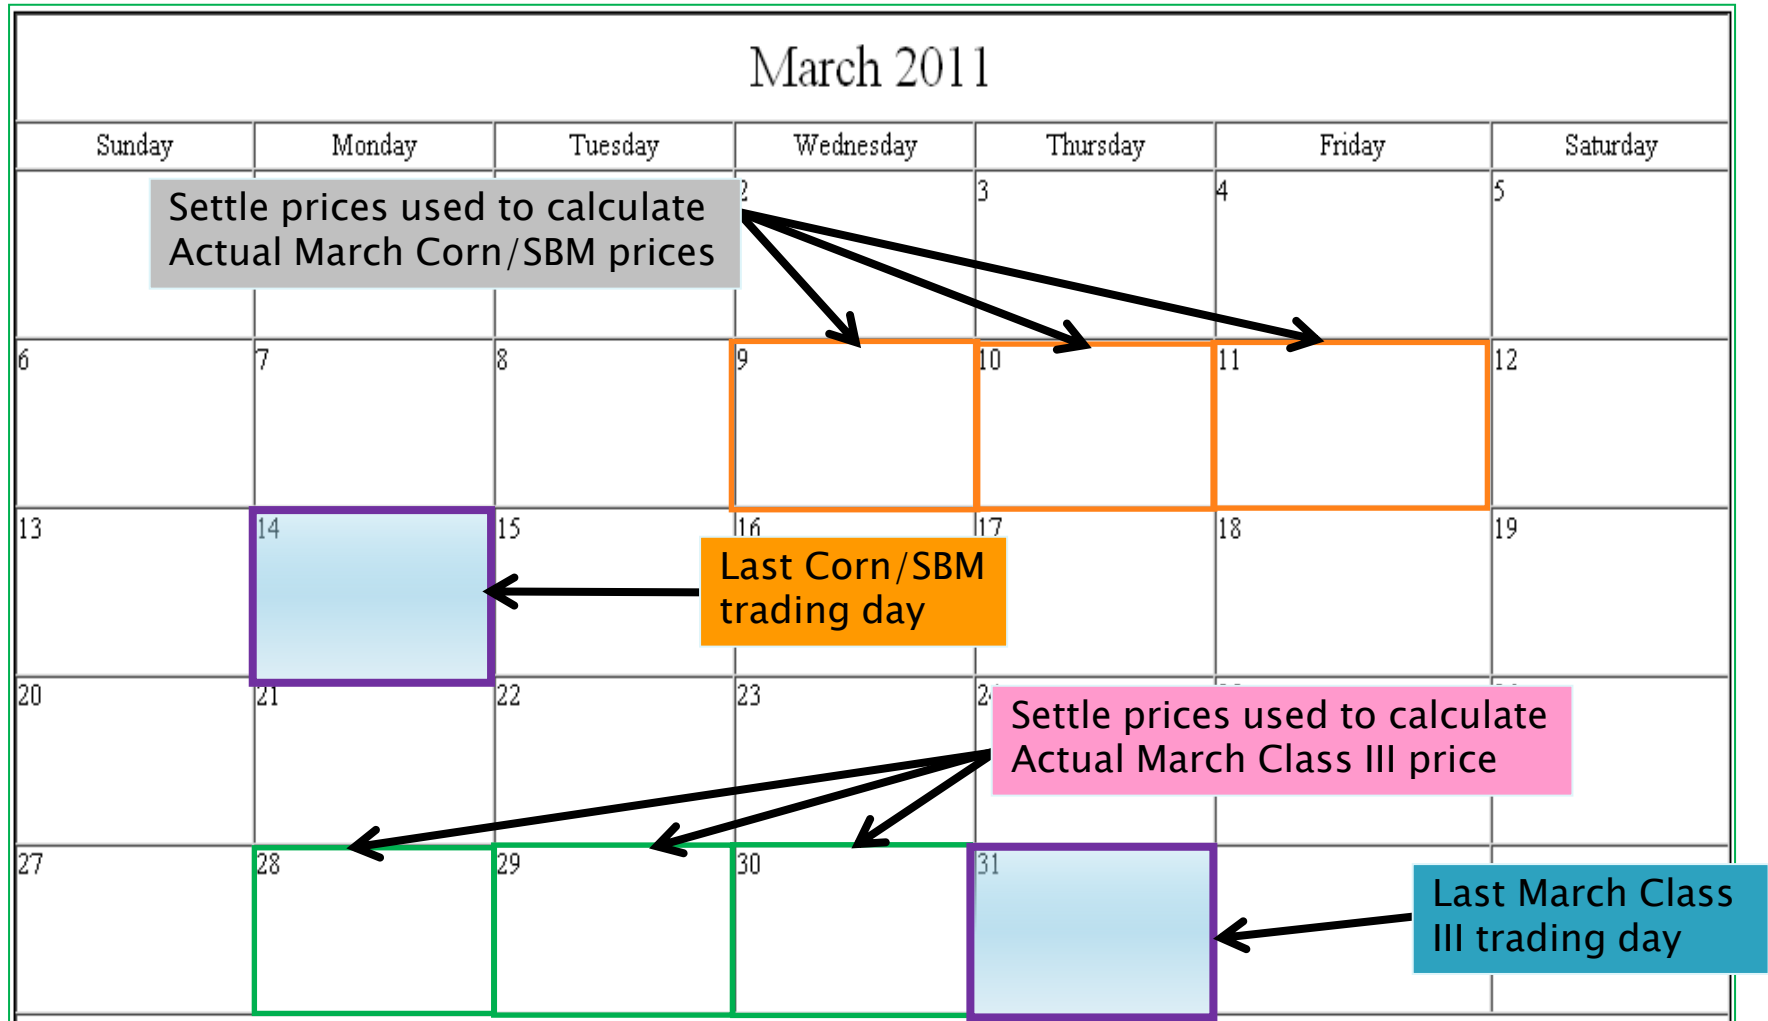 March 2011
Sunday Monday Tuesday Wednesday Thursday Friday Saturday
2 3 4 5
Settle prices used to calculate
Actual March Corn/SBM prices
6 7 8 9 10 11 12
13 14 15 16 17 18 19
Last Corn/SBM
trading day
20 21 22 23
Settle prices used to calculate
Actual March Class III price
27 28 29 30 31
Last March Class
III trading day